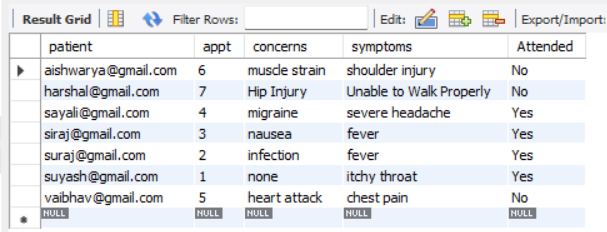 Result Grid Filter Rows: Edit: Export/Import:
patient appt concerns symptoms Attended
aishwarya@gmail.com 6 muscle strain shoulder injury No
harshal@gmail.com 7 Hip Injury Unable to Walk Properly No
sayali@gmail.com 4 migraine severe headache Yes
siraj@gmail.com 3 nausea fever Yes
suraj@gmail.com 2 infection fever Yes
suyash@gmail.com 1 none itchy throat Yes
vaibhav@gmail.com 5 heart attack chest pain No
NULL NULL NULL NULL NULL